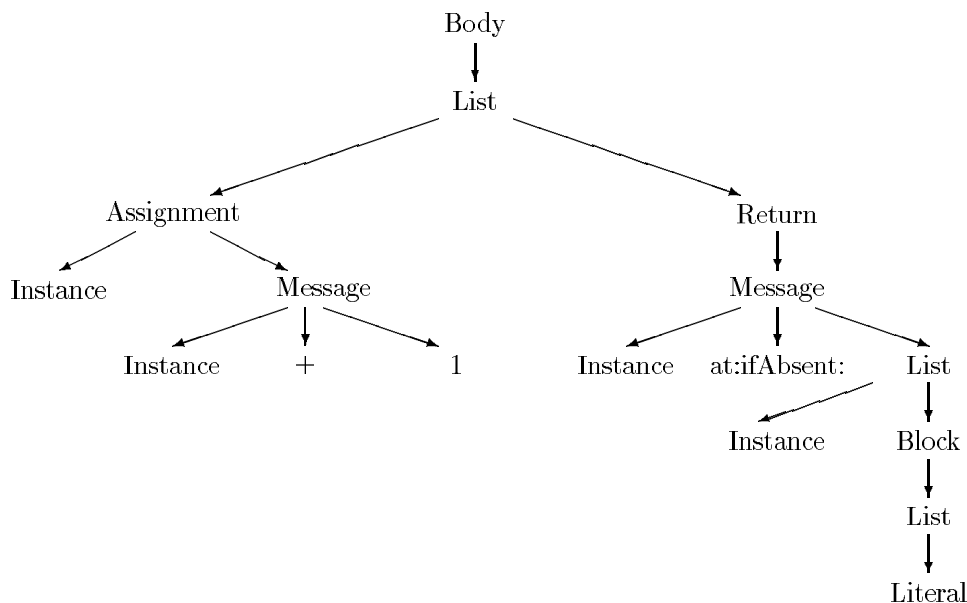 Body
List
Assignment Return
Instance Message Message
Instance + 1 Instance at:ifAbsent: List
Instance Block
List
Literal